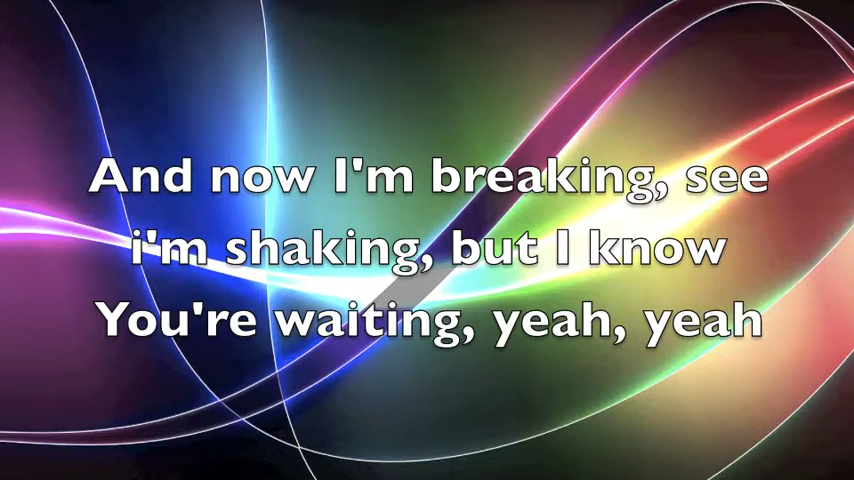 And now I'm breaking, see
i'm shaking, but I know
You're waiting, yeah, yeah